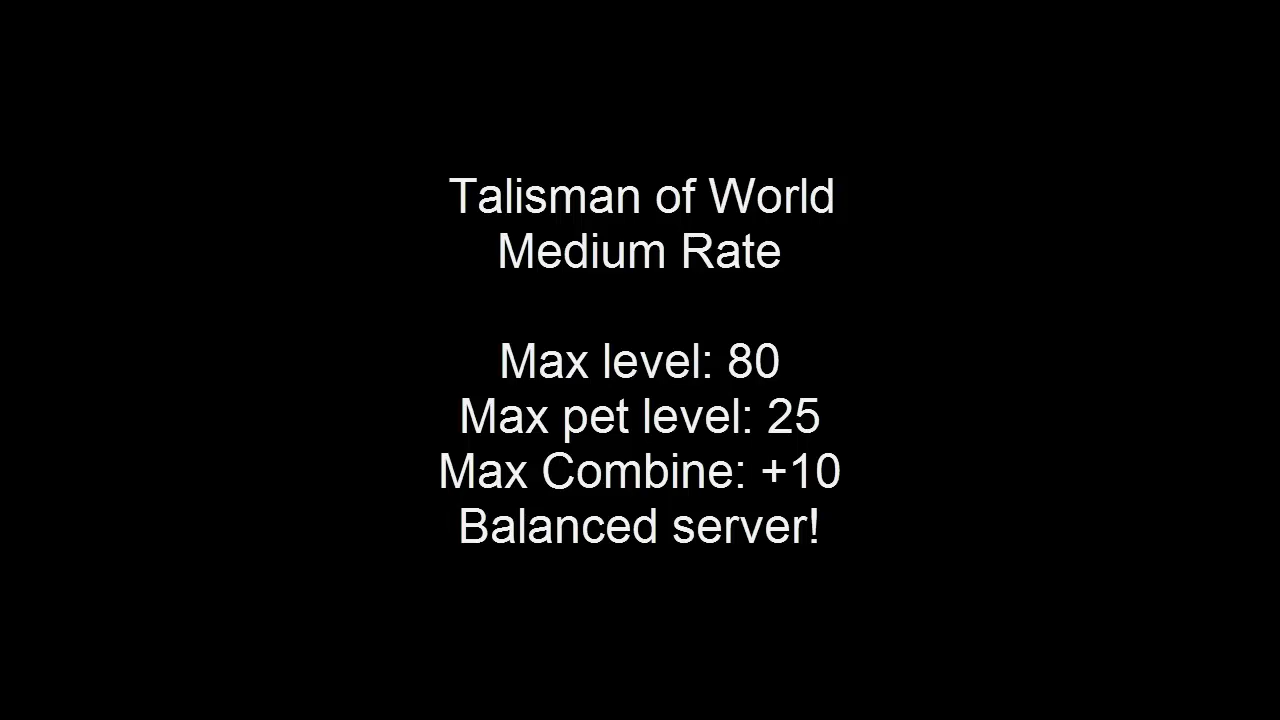 Talisman of World
Medium Rate
Max level: 80
Max pet level: 25
Max Combine: +10
Balanced server!